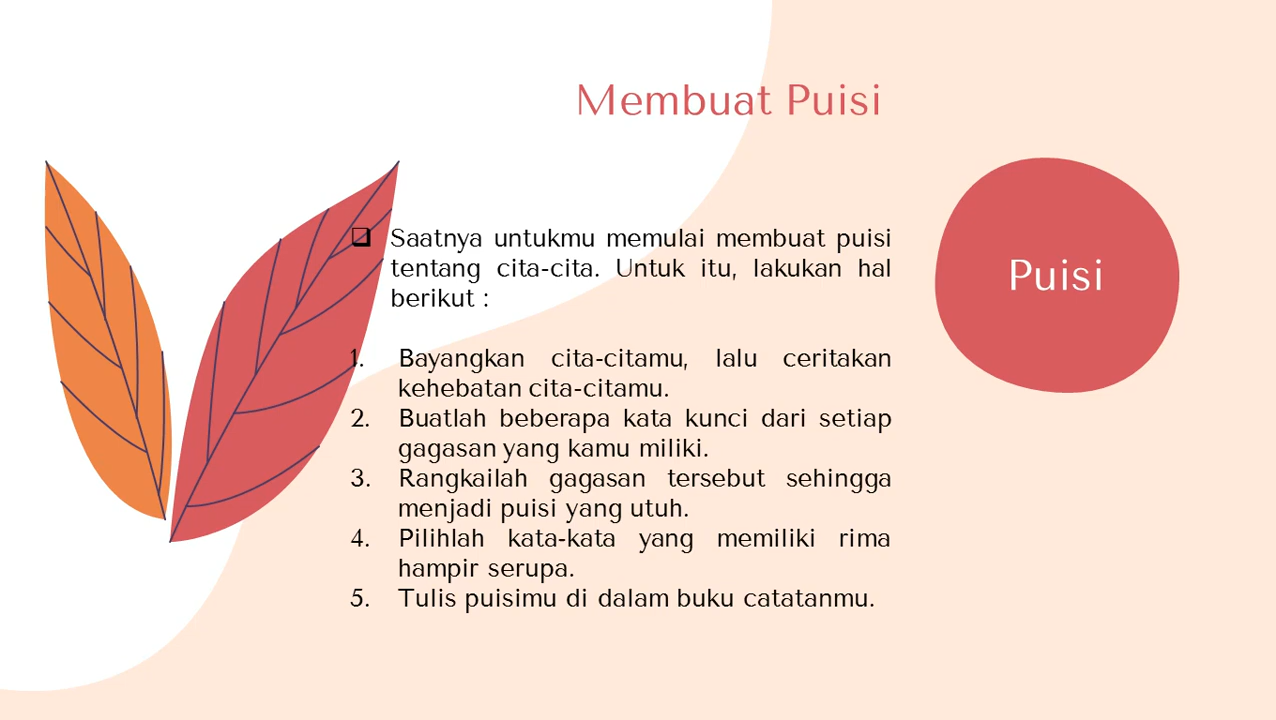 Membuat Puisi
❑ Saatnya untukmu memulai membuat puisi
tentang cita-cita. Untuk itu, lakukan hal
berikut :
1. Bayangkan cita-citamu, lalu ceritakan
kehebatan cita-citamu.
2. Buatlah beberapa kata kunci dari setiap
gagasan yang kamu miliki.
3. Rangkailah gagasan tersebut sehingga
menjadi puisi yang utuh.
4. Pilihlah kata-kata yang memiliki rima
hampir serupa.
5. Tulis puisimu di dalam buku catatanmu.
Puisi